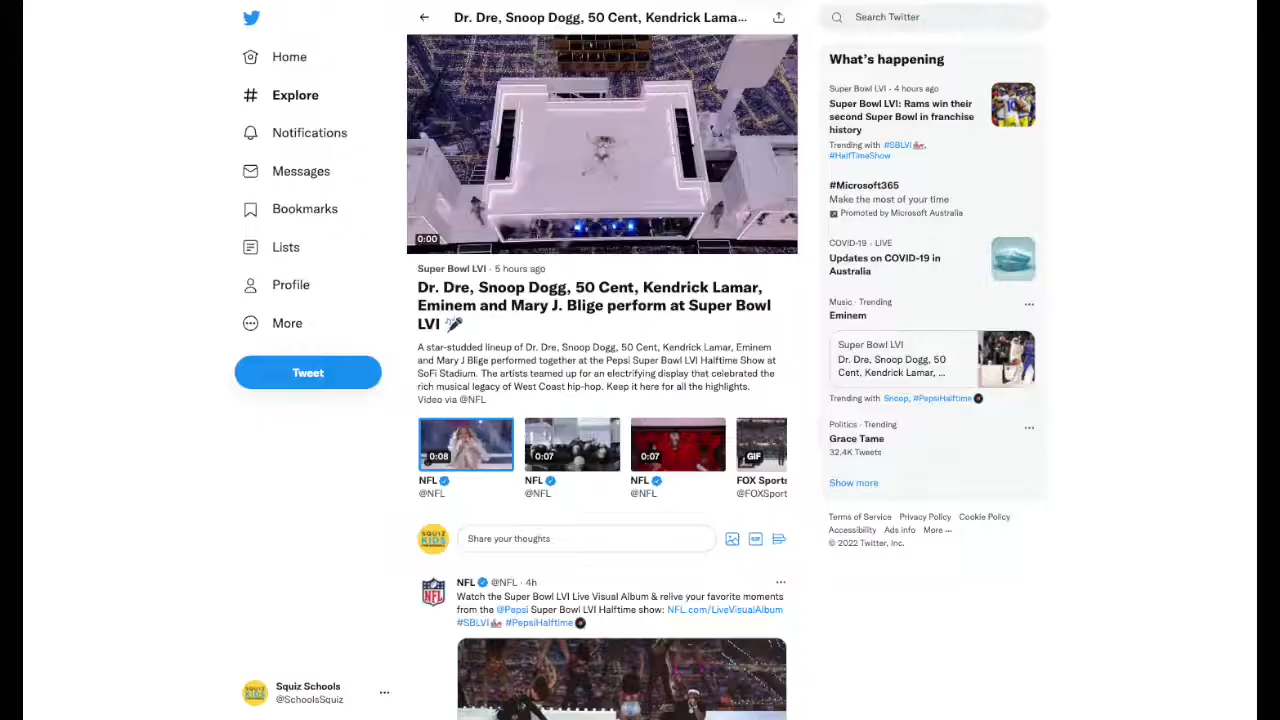 Home
Explore
Notifications
Messages
Bookmarks
Lists
Profile
More
Tweet
Squiz Schools
@SchoolsSquiz
Dr. Dre, Snoop Dogg, 50 Cent, Kendrick Lama...
0:00
Super Bowl LVI · 5 hours ago
Dr. Dre, Snoop Dogg, 50 Cent, Kendrick Lamar,
Eminem and Mary J. Blige perform at Super Bowl
LVI 🎤
A star-studded lineup of Dr. Dre, Snoop Dogg, 50 Cent, Kendrick Lamar, Eminem
and Mary J Blige performed together at the Pepsi Super Bowl LVI Halftime Show at
SoFi Stadium. The artists teamed up for an electrifying display that celebrated the
rich musical legacy of West Coast hip-hop. Keep it here for all the highlights.
Video via @NFL
0:08
0:07
0:07
GIF
NFL
NFL
NFL
FOX Sports
@NFL
@NFL
@NFL
@FOXSport
SQUIZ
KIDS
Share your thoughts
GIF
NFL @NFL · 4h
Watch the Super Bowl LVI Live Visual Album & relive your favorite moments
from the @Pepsi Super Bowl LVI Halftime show: NFL.com/LiveVisualAlbum
#SBLVI #PepsiHalftime
Search Twitter
What's happening
Super Bowl LVI · 4 hours ago
Super Bowl LVI: Rams win their
second Super Bowl in franchise
history
Trending with #SBLVI,
#HalfTimeShow
#Microsoft365
Make the most of your time
Promoted by Microsoft Australia
COVID-19 · LIVE
Updates on COVID-19 in
Australia
Music · Trending
Eminem
Super Bowl LVI
Dr. Dre, Snoop Dogg, 50
Cent, Kendrick Lamar, ...
Trending with Snoop, #PepsiHalftime
Politics · Trending
Grace Tame
32.4K Tweets
Show more
Terms of Service Privacy Policy Cookie Policy
Accessibility Ads info More ···
© 2022 Twitter, Inc.